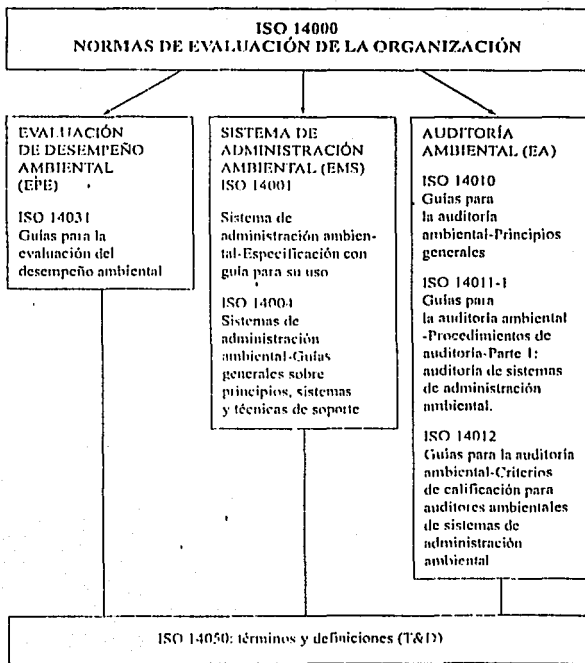 ISO 14000
NORMAS DE EVALUACIÓN DE LA ORGANIZACIÓN
EVALUACIÓN
DE DESEMPEÑO
AMBIENTAL
(EPE)
ISO 14031
Guías para la
evaluación del
desempeño ambiental
SISTEMA DE
ADMINISTRACIÓN
AMBIENTAL (EMS)
ISO 14001
Sistema de
administración ambien-
tal-Especificación con
guía para su uso
ISO 14004
Sistemas de
administración
ambiental-Guías
generales sobre
principios, sistemas
y técnicas de soporte
AUDITORÍA
AMBIENTAL (EA)
ISO 14010
Guías para
la auditoría
ambiental-Principios
generales
ISO 14011-1
Guías para
la auditoría ambiental
-Procedimientos de
auditoría-Parte 1:
auditoría de sistemas
de administración
ambiental.
ISO 14012
Guías para la auditoría
ambiental-Criterios
de calificación para
auditores ambientales
de sistemas de
administración
ambiental
ISO 14050: términos y definiciones (T&D)